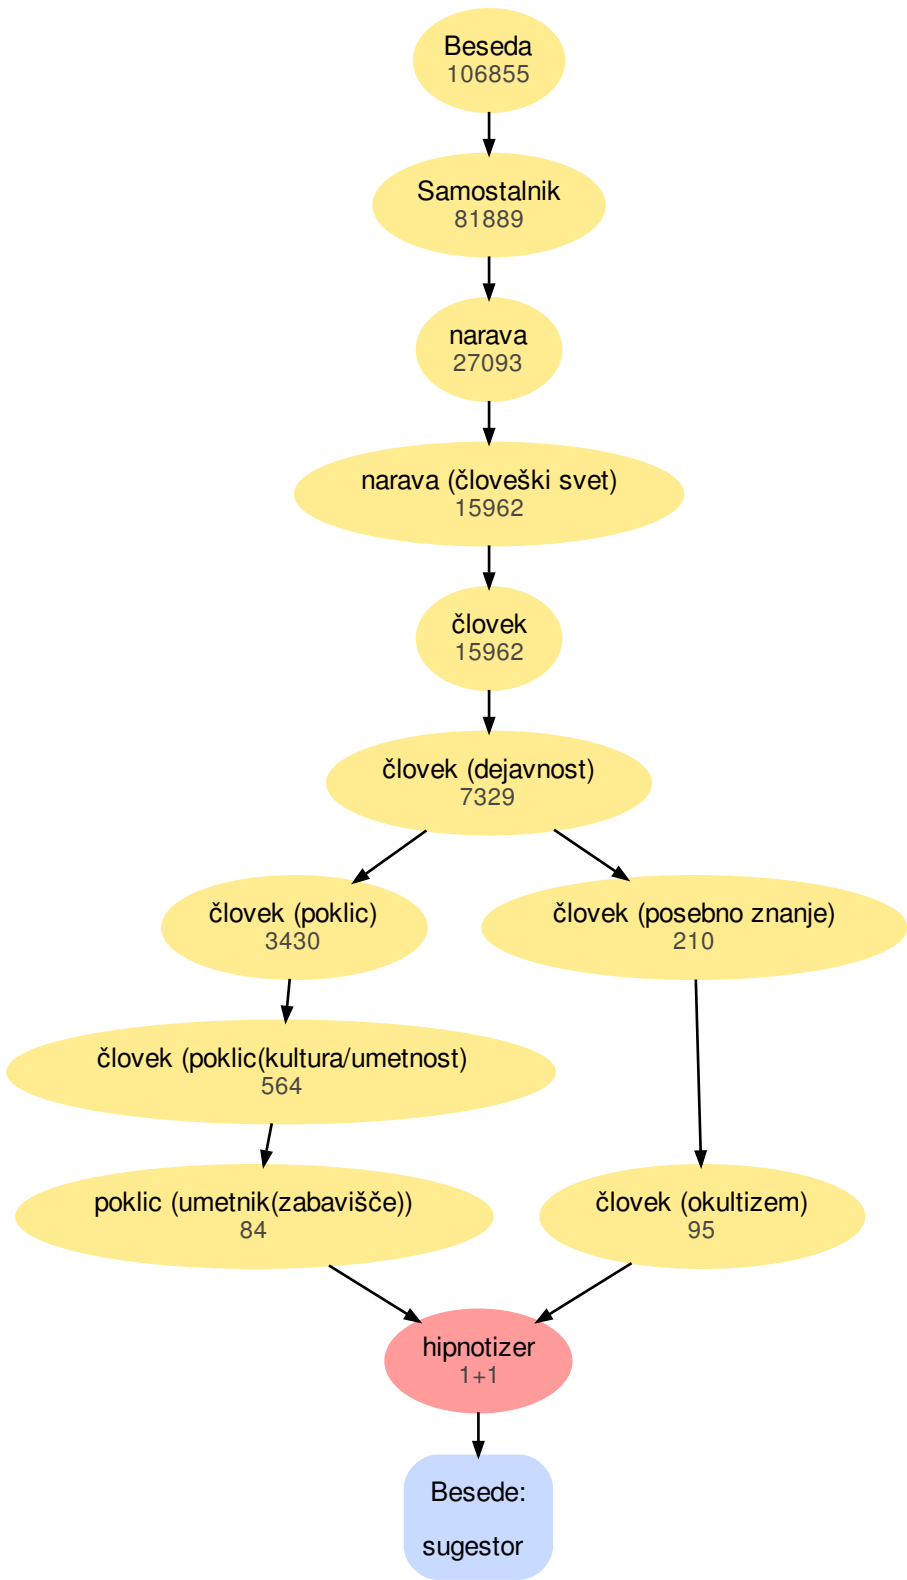 Beseda
106855
Samostalnik
81889
narava
27093
narava (človeški svet)
15962
človek
15962
človek (dejavnost)
7329
človek (poklic)
3430
človek (posebno znanje)
210
človek (poklic(kultura/umetnost)
564
poklic (umetnik(zabavišče))
84
človek (okultizem)
95
hipnotizer
1+1
Besede:
sugestor